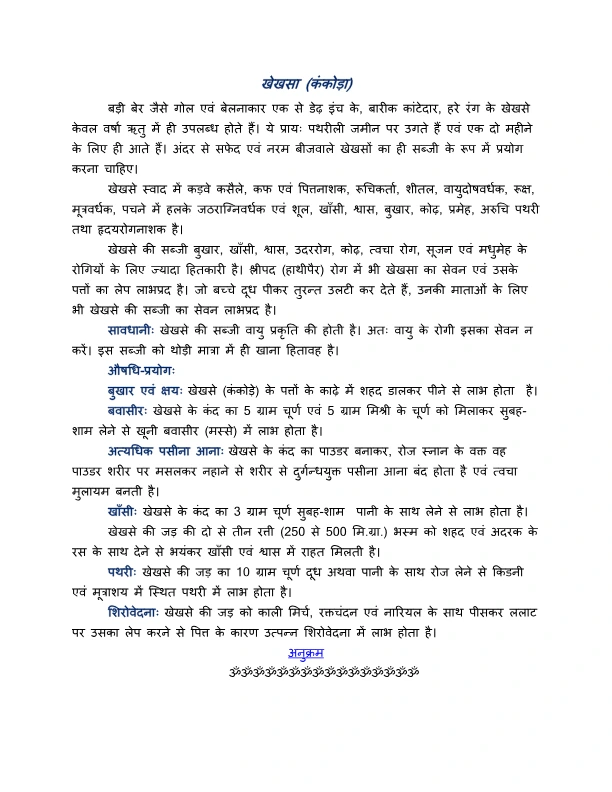 खेखसा (कंकोड़ा)
बड़ी बेर जैसे गोल एवं बेलनाकार एक से डेढ़ इंच के, बारीक कांटेदार, हरे रंग के खेखसे
केवल वर्षा ऋतु में ही उपलब्ध होते हैं। ये प्रायः पथरीली जमीन पर उगते हैं एवं एक दो महीने
के लिए ही आते हैं। अंदर से सफेद एवं नरम बीजवाले खेखसों का ही सब्जी के रूप में प्रयोग
करना चाहिए।
खेखसे स्वाद में कड़वे कसैले, कफ एवं पित्तनाशक, रूचिकर्ता, शीतल, वायुदोषवर्धक, रूक्ष,
मूत्रवर्धक, पचने में हलके जठराग्निवर्धक एवं शूल, खाँसी, श्वास, बुखार, कोढ़, प्रमेह, अरुचि पथरी
तथा हृदयरोगनाशक है।
खेखसे की सब्जी बुखार, खाँसी, श्वास, उदररोग, कोढ़, त्वचा रोग, सूजन एवं मधुमेह के
रोगियों के लिए ज्यादा हितकारी है। श्लीपद (हाथीपैर) रोग में भी खेखसा का सेवन एवं उसके
पत्तों का लेप लाभप्रद है। जो बच्चे दूध पीकर तुरन्त उलटी कर देते हैं, उनकी माताओं के लिए
भी खेखसे की सब्जी का सेवन लाभप्रद है।
सावधानीः खेखसे की सब्जी वायु प्रकृति की होती है। अतः वायु के रोगी इसका सेवन न
करें। इस सब्जी को थोड़ी मात्रा में ही खाना हितावह है।
औषधि-प्रयोगः
बुखार एवं क्षयः खेखसे (कंकोड़े) के पत्तों के काढ़े में शहद डालकर पीने से लाभ होता है।
बवासीरः खेखसे के कंद का 5 ग्राम चूर्ण एवं 5 ग्राम मिश्री के चूर्ण को मिलाकर सुबह-
शाम लेने से खूनी बवासीर (मस्से) में लाभ होता है।
अत्यधिक पसीना आनाः खेखसे के कंद का पाउडर बनाकर, रोज स्नान के वक्त वह
पाउडर शरीर पर मसलकर नहाने से शरीर से दुर्गन्धयुक्त पसीना आना बंद होता है एवं त्वचा
मुलायम बनती है।
खाँसीः खेखसे के कंद का 3 ग्राम चूर्ण सुबह-शाम पानी के साथ लेने से लाभ होता है।
खेखसे की जड़ की दो से तीन रत्ती (250 से 500 मि.ग्रा.) भस्म को शहद एवं अदरक के
रस के साथ देने से भयंकर खाँसी एवं श्वास में राहत मिलती है।
पथरीः खेखसे की जड़ का 10 ग्राम चूर्ण दूध अथवा पानी के साथ रोज लेने से किडनी
एवं मूत्राशय में स्थित पथरी में लाभ होता है।
शिरोवेदनाः खेखसे की जड़ को काली मिर्च, रक्तचंदन एवं नारियल के साथ पीसकर ललाट
पर उसका लेप करने से पित्त के कारण उत्पन्न शिरोवेदना में लाभ होता है।
अनुक्रम
ॐॐॐॐॐॐॐॐॐॐॐॐॐॐॐॐ